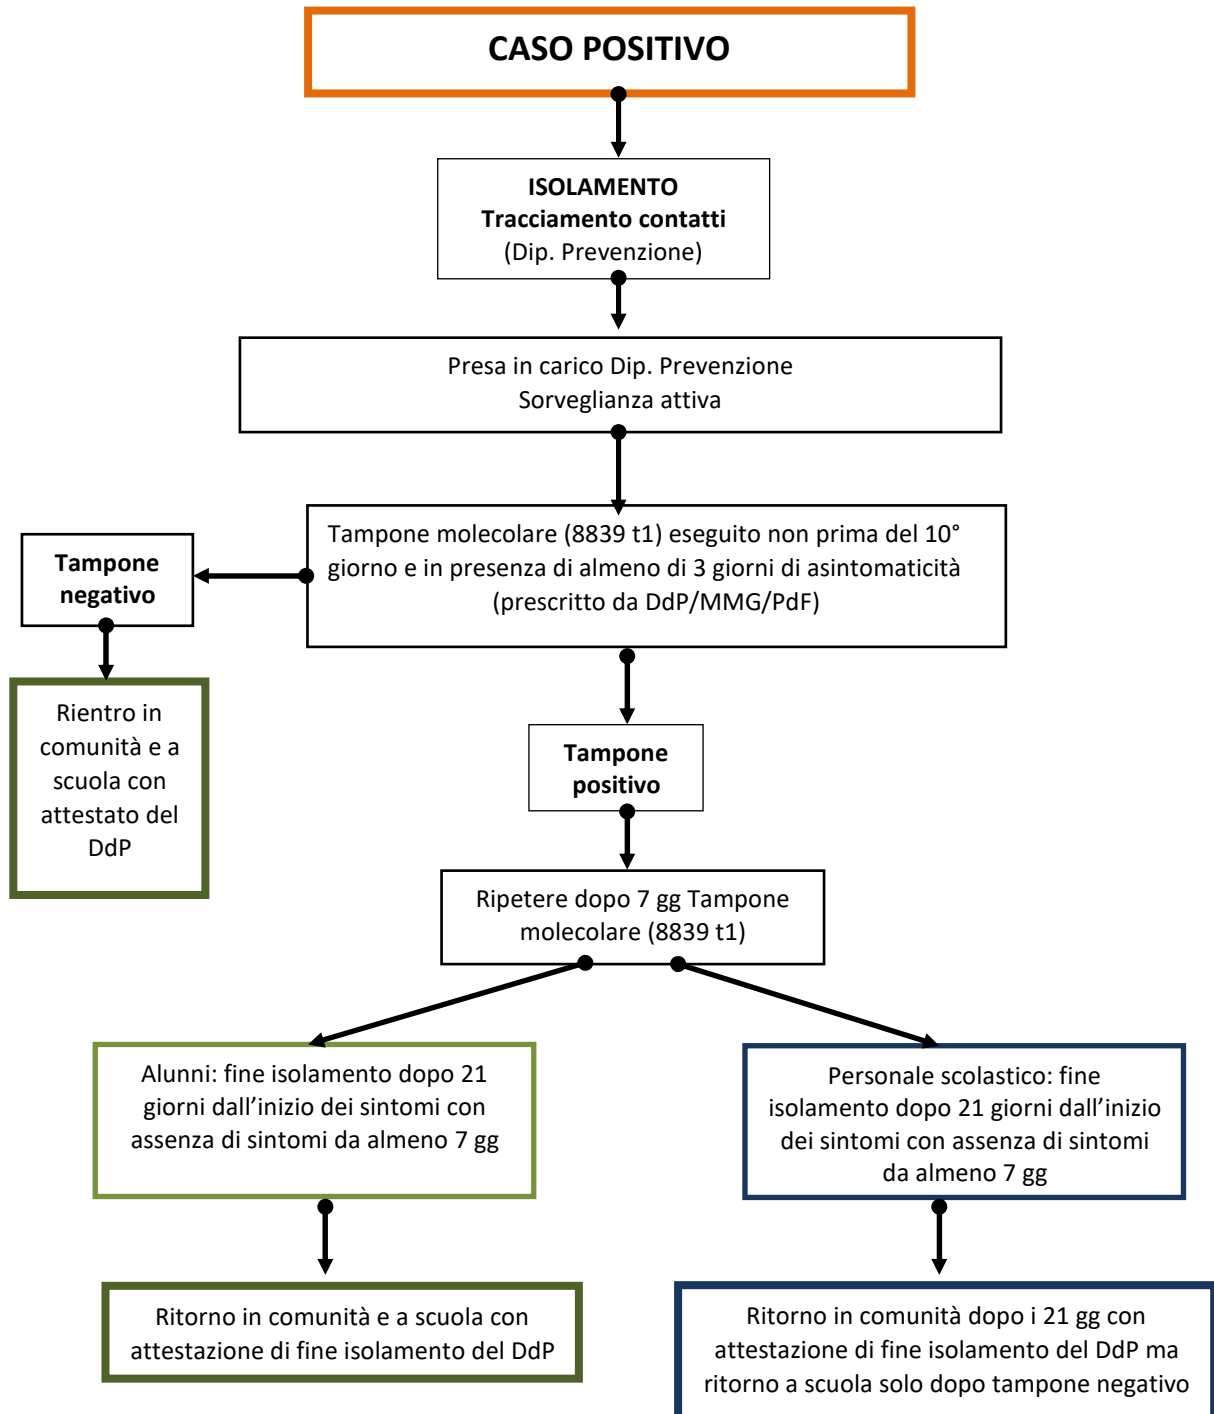 CASO POSITIVO
ISOLAMENTO
Tracciamento contatti
(Dip. Prevenzione)
Presa in carico Dip. Prevenzione
Sorveglianza attiva
Tampone molecolare (8839 t1) eseguito non prima del 10°
giorno e in presenza di almeno di 3 giorni di asintomaticità
(prescritto da DdP/MMG/PdF)
Tampone
negativo
Rientro in
comunità e a
scuola con
attestato del
DdP
Tampone
positivo
Ripetere dopo 7 gg Tampone
molecolare (8839 t1)
Alunni: fine isolamento dopo 21
giorni dall'inizio dei sintomi con
assenza di sintomi da almeno 7 gg
Personale scolastico: fine
isolamento dopo 21 giorni dall'inizio
dei sintomi con assenza di sintomi
da almeno 7 gg
Ritorno in comunità e a scuola con
attestazione di fine isolamento del DdP
Ritorno in comunità dopo i 21 gg con
attestazione di fine isolamento del DdP ma
ritorno a scuola solo dopo tampone negativo